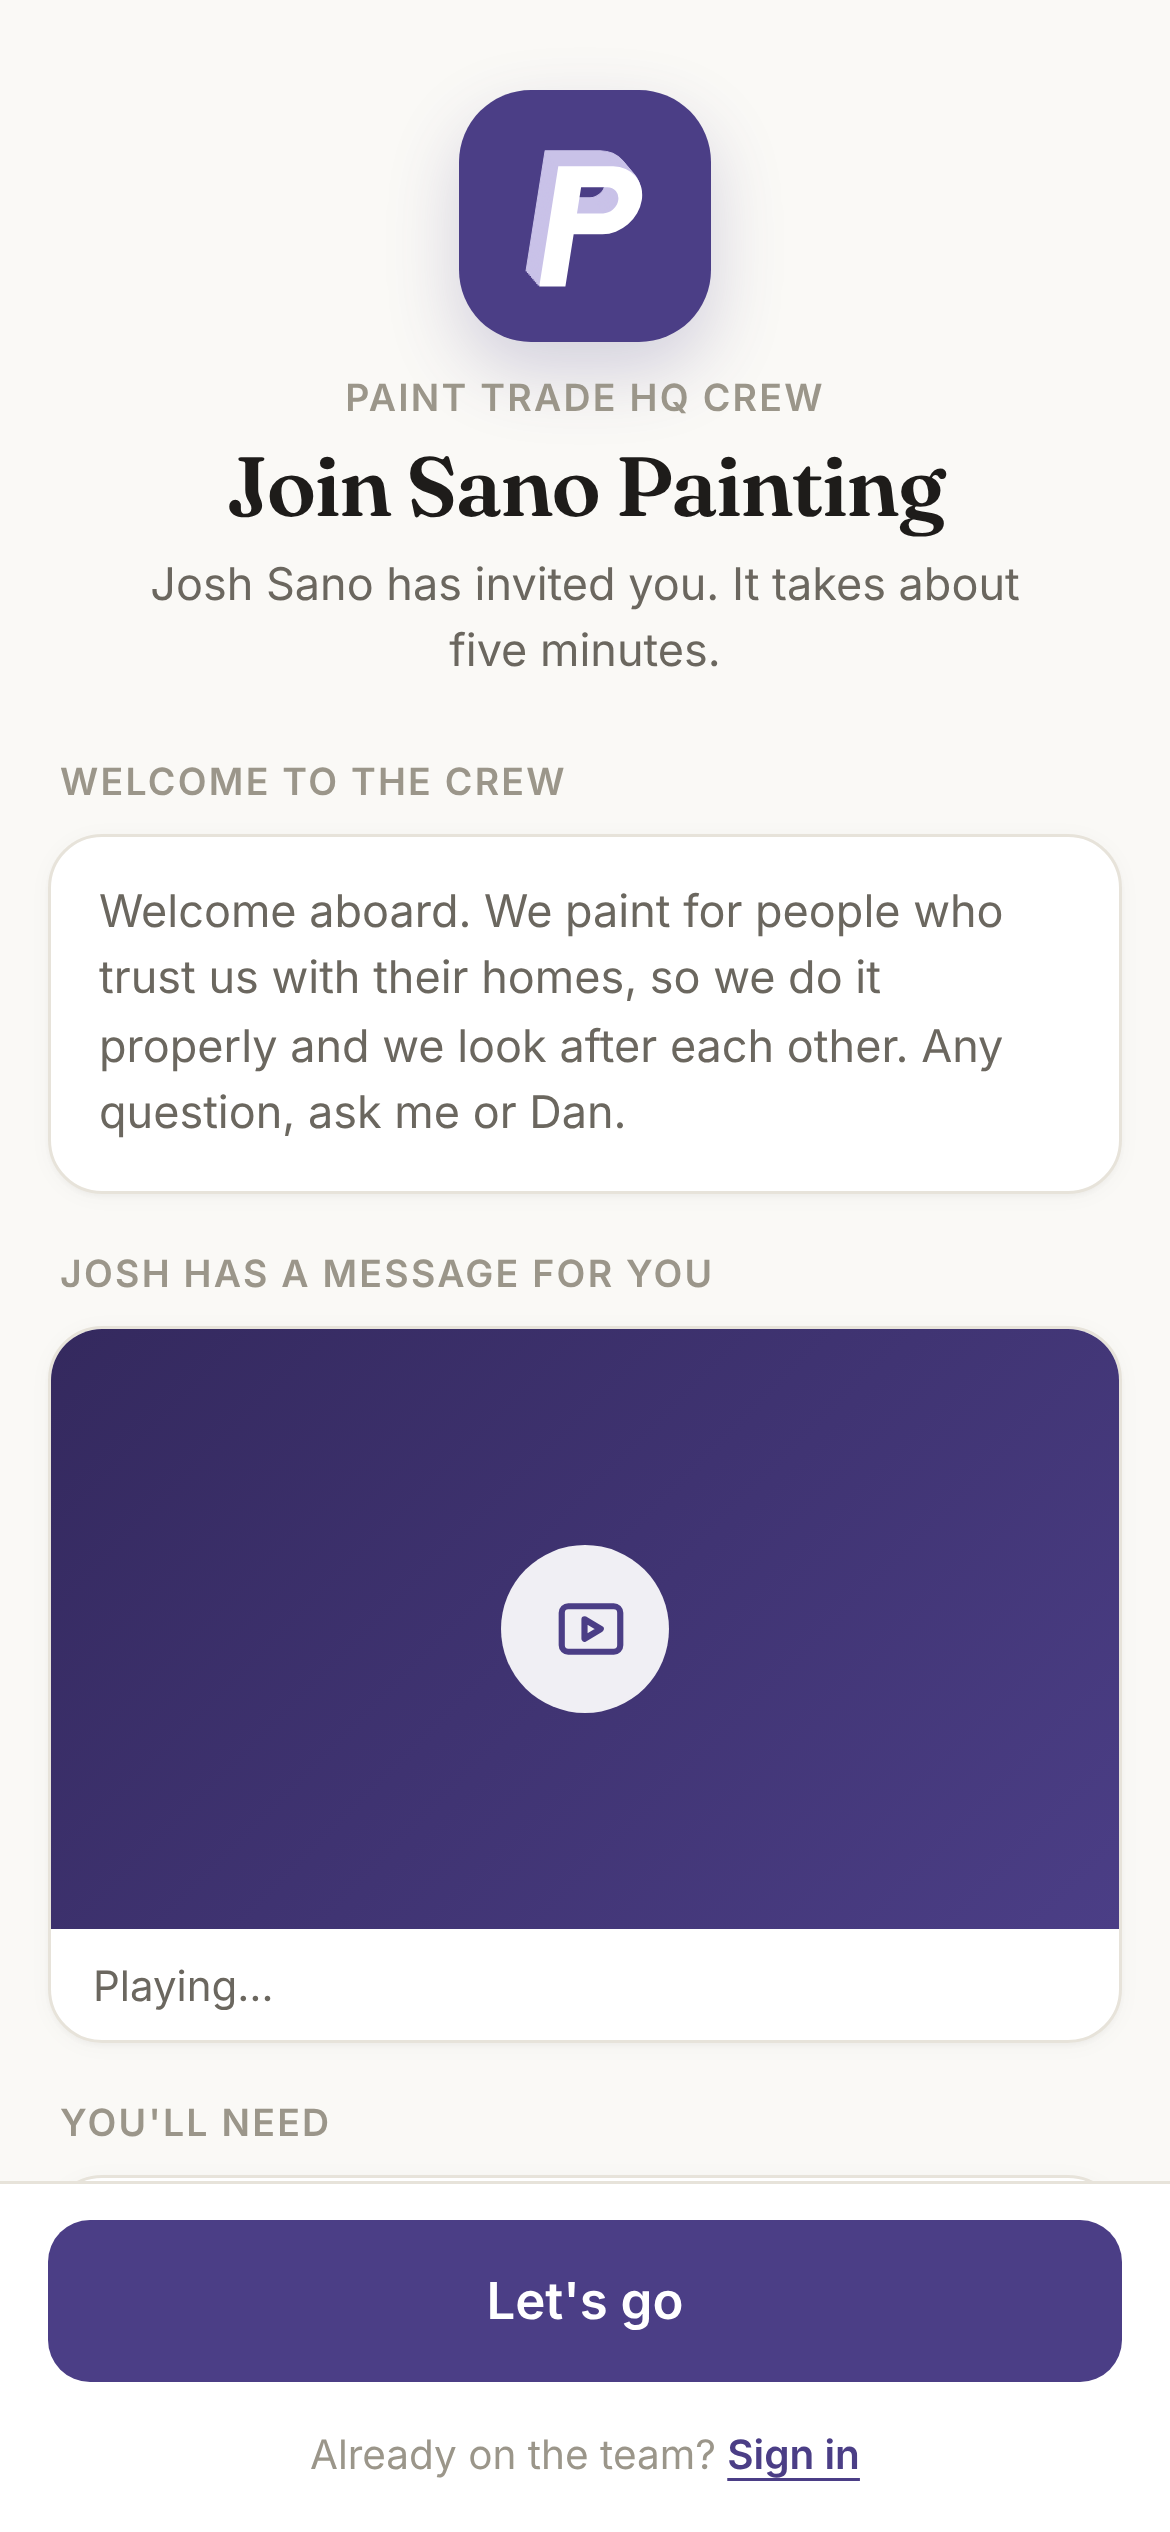 P
PAINT TRADE HQ CREW
Join Sano Painting
Josh Sano has invited you. It takes about
five minutes.
WELCOME TO THE CREW
Welcome aboard. We paint for people who
trust us with their homes, so we do it
properly and we look after each other. Any
question, ask me or Dan.
JOSH HAS A MESSAGE FOR YOU
Playing...
YOU'LL NEED
Let's go
Already on the team? Sign in